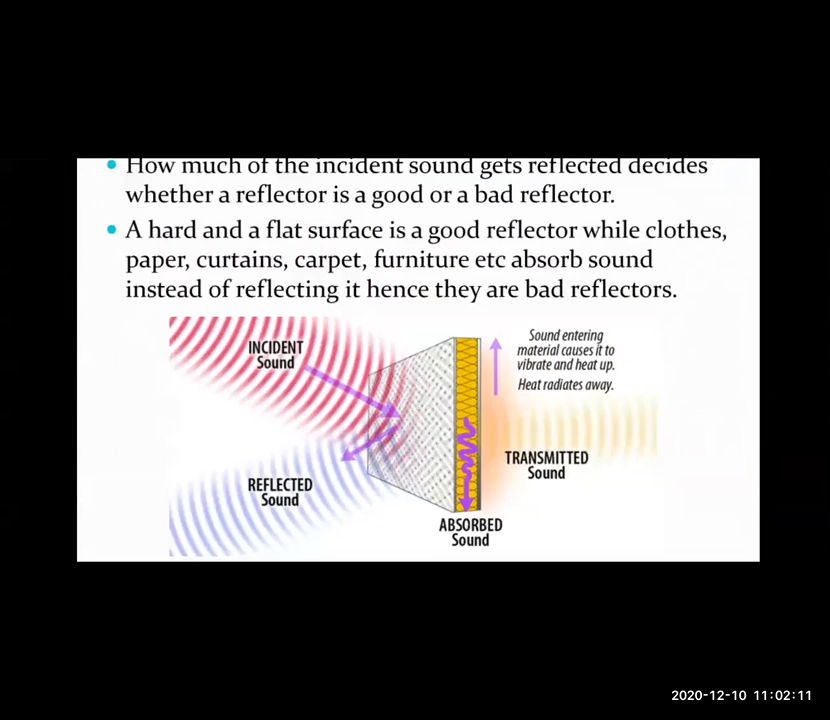 • How much of the incident sound gets reflected decides
whether a reflector is a good or a bad reflector.
• A hard and a flat surface is a good reflector while clothes,
paper, curtains, carpet, furniture etc absorb sound
instead of reflecting it hence they are bad reflectors.
INCIDENT
Sound
Sound entering
material causes it to
vibrate and heat up.
Heat radiates away.
REFLECTED
Sound
TRANSMITTED
Sound
ABSORBED
Sound
2020-12-10 11:02:11